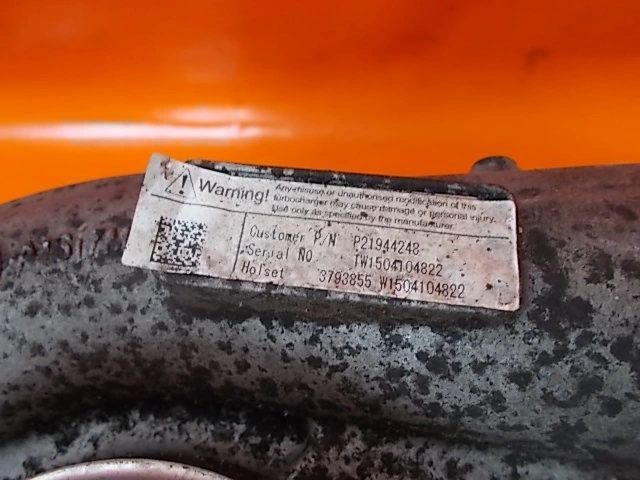 Warning!
Any misuse or unauthorised modification of this
turbocharger may cause damage or personal injury.
Use only as specified by the manufacturer
Customer P/N P21944248
Serial NO TW1504104822
Holset 3793855 W1504104822